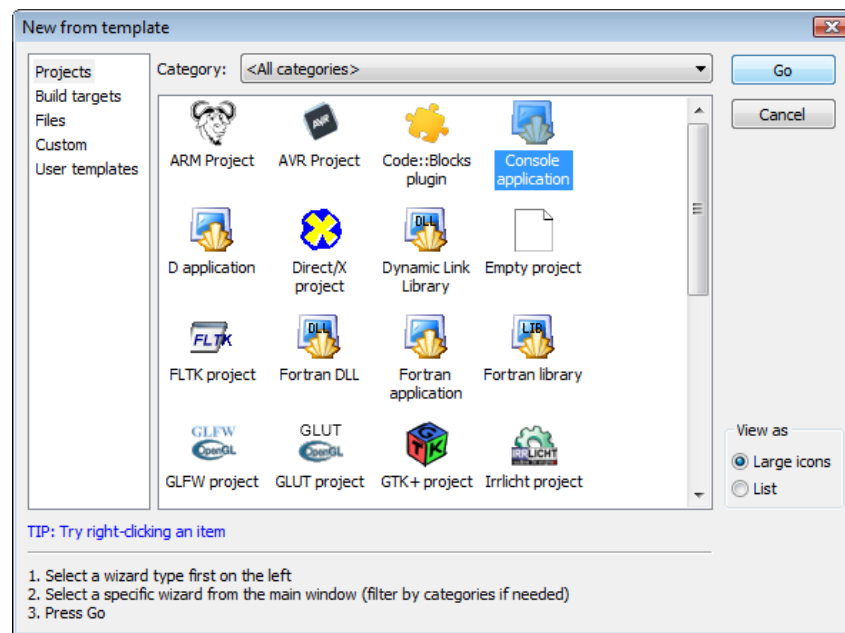 New from template
Projects
Build targets
Files
Custom
User templates
Category:
<All categories>
Go
Cancel
AVR
ARM Project
AVR Project
Code::Blocks
plugin
Console
application
DLL
D application
Direct/X
project
Dynamic Link
Library
Empty project
FLTK
DLL
LIB
FLTK project
Fortran DLL
Fortran
application
Fortran library
GLFW
OpenGL
GLUT
OpenGL
GTK
IRRLICHT
GLFW project
GLUT project
GTK+ project
Irrlicht project
View as
Large icons
List
TIP: Try right-clicking an item
1. Select a wizard type first on the left
2. Select a specific wizard from the main window (filter by categories if needed)
3. Press Go